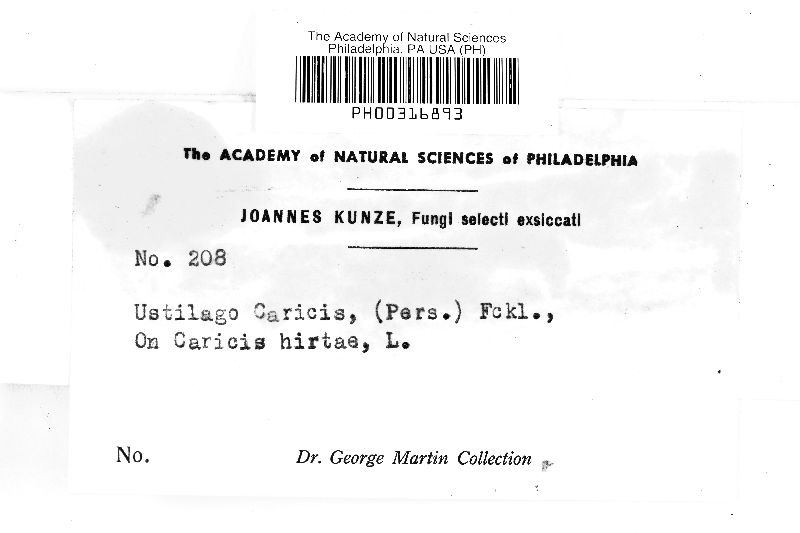 The Academy of Natural Sciences
Philadelphia, PA USA (PH)
PH00316893
The ACADEMY of NATURAL SCIENCES of PHILADELPHIA
JOANNES KUNZE, Fungi selecti exsiccati
No. 208
Ustilago Caricis, (Pers.) Fckl.,
On Caricis hirtae, L.
No.
Dr. George Martin Collection